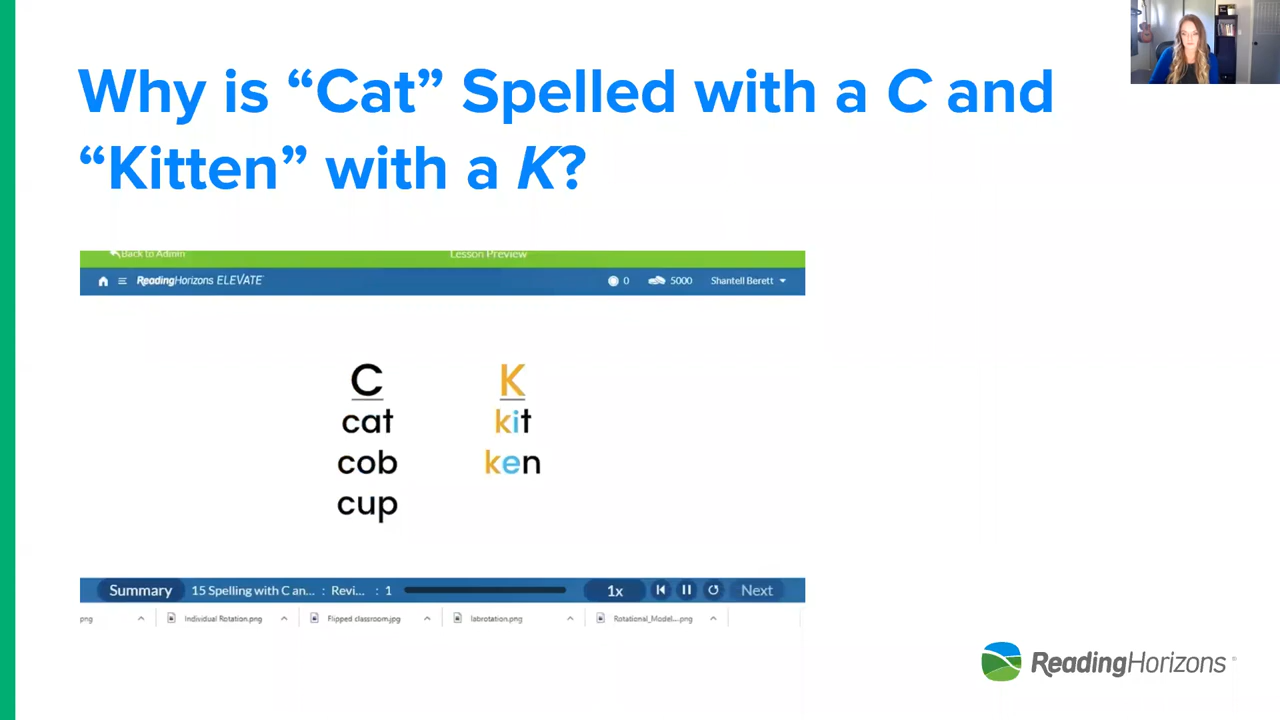 Why is “Cat” Spelled with a C and
“Kitten” with a K?
Back to Admin Lesson Preview
ReadingHorizons ELEVATE 0 5000 Shantell Berett
C K
cat kit
cob ken
cup
Summary 15 Spelling with C an... : Revi... : 1 1x Next
png Individual Rotation.png Flipped classroom.jpg labrotation.png Rotational_Model....png
ReadingHorizons